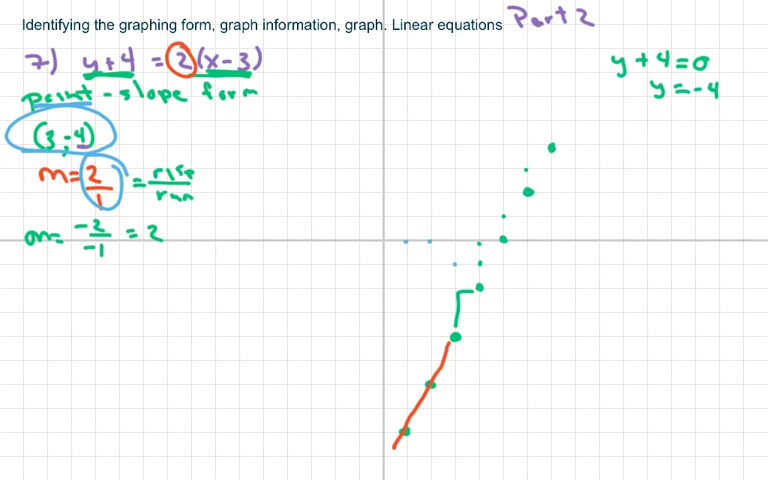 Identifying the graphing form, graph information, graph. Linear equations Part 2
7) y+4 = 2(x-3)
point-slope form
(3,-4)
m=2/1 = rise/run
m= -2/-1 = 2
y+4=0
y=-4